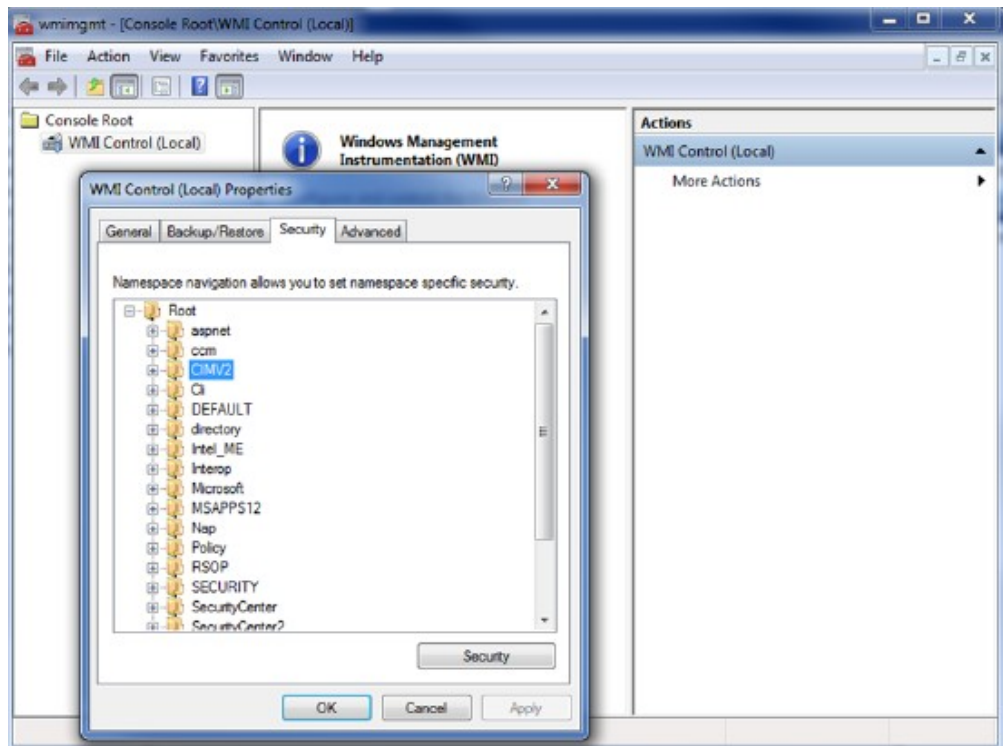 wmimgmt - [Console Root\WMI Control (Local)]
File Action View Favorites Window Help
Console Root
WMI Control (Local)
Windows Management
Instrumentation (WMI)
Actions
WMI Control (Local)
More Actions
WMI Control (Local) Properties
General Backup/Restore Security Advanced
Namespace navigation allows you to set namespace specific security.
Root
aspnet
ccm
CIMV2
Cli
DEFAULT
directory
Intel_ME
Interop
Microsoft
MSAPPS12
Nap
Policy
RSOP
SECURITY
SecurityCenter
SecurityCenter2
Security
OK Cancel Apply